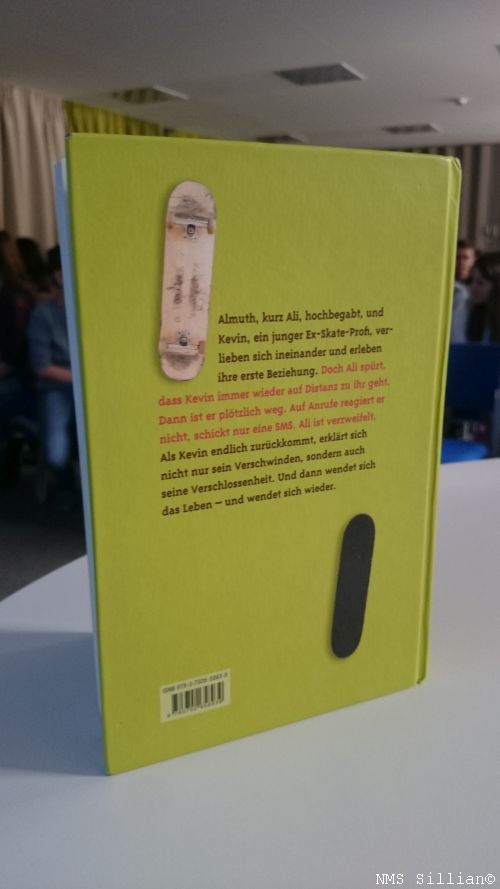 Almuth, kurz Ali, hochbegabt, und
Kevin, ein junger Ex-Skate-Profi, ver-
lieben sich ineinander und erleben
ihre erste Beziehung. Doch Ali spürt,
dass Kevin immer wieder auf Distanz zu ihr geht.
Dann ist er plötzlich weg. Auf Anrufe reagiert er
nicht, schickt nur eine SMS. Ali ist verzweifelt.
Als Kevin endlich zurückkommt, erklärt sich
nicht nur sein Verschwinden, sondern auch
seine Verschlossenheit. Und dann wendet sich
das Leben – und wendet sich wieder.
ISBN
NMS Sillian©